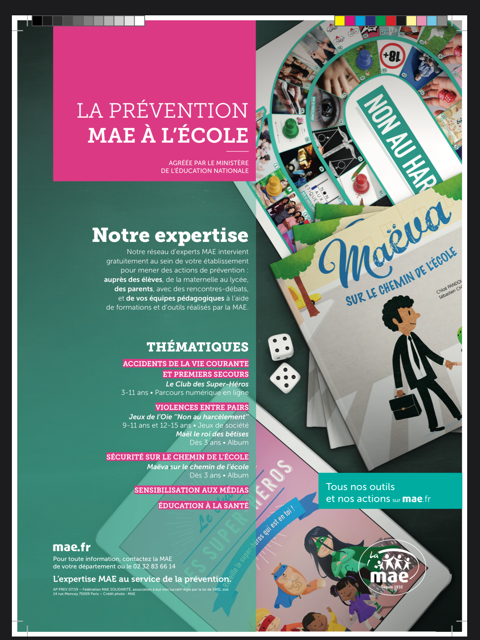 LA PRÉVENTION
MAE À L'ÉCOLE
AGRÉÉE PAR LE MINISTÈRE
DE L'ÉDUCATION NATIONALE
Notre expertise
Notre réseau d'experts MAE intervient
gratuitement au sein de votre établissement
pour mener des actions de prévention :
auprès des élèves, de la maternelle au lycée,
des parents, avec des rencontres-débats,
et de vos équipes pédagogiques à l'aide
de formations et d'outils réalisés par la MAE.
THÉMATIQUES
ACCIDENTS DE LA VIE COURANTE
ET PREMIERS SECOURS
Le Club des Super-Héros
3-11 ans • Parcours numérique en ligne
VIOLENCES ENTRE PAIRS
Jeux de l'Oie "Non au harcèlement"
9-11 ans et 12-15 ans • Jeux de société
Maël le roi des bêtises
Dès 3 ans • Album
SÉCURITÉ SUR LE CHEMIN DE L'ÉCOLE
Maëva sur le chemin de l'école
Dès 3 ans • Album
SENSIBILISATION AUX MÉDIAS
ÉDUCATION À LA SANTÉ
mae.fr
Pour toute information, contactez la MAE
de votre département ou le 02 32 83 66 14
L'expertise MAE au service de la prévention.
18+
NON AU HAR
Maëva
SUR LE CHEMIN DE L'ÉCOLE
Tous nos outils
et nos actions sur mae.fr
SUPER-HÉROS
qui est en toi !
La
mae